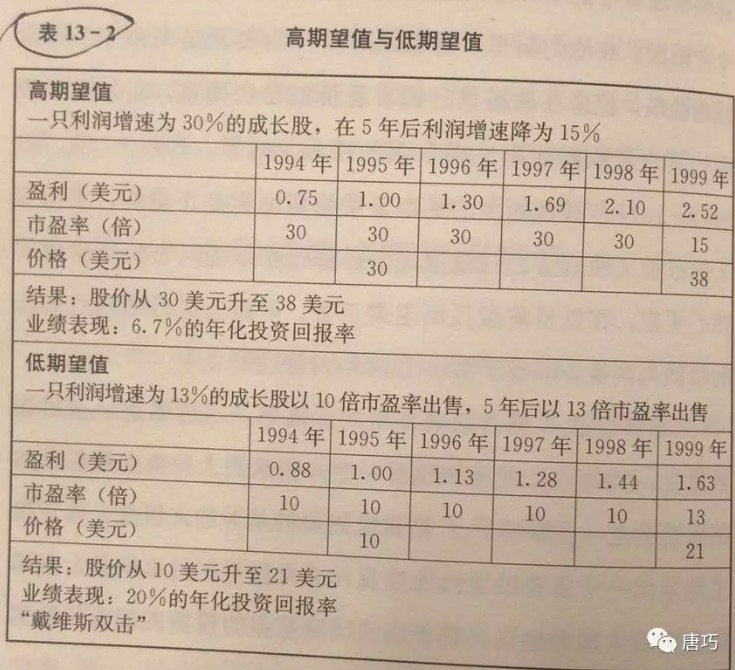 表 13-2
高期望值与低期望值
高期望值
一只利润增速为 30%的成长股，在 5 年后利润增速降为 15%
1994 年 1995 年 1996 年 1997 年 1998 年 1999 年
盈利（美元） 0.75 1.00 1.30 1.69 2.10 2.52
市盈率（倍） 30 30 30 30 30 15
价格（美元） 30 38
结果：股价从 30 美元升至 38 美元
业绩表现：6.7%的年化投资回报率
低期望值
一只利润增速为 13%的成长股以 10 倍市盈率出售，5 年后以 13 倍市盈率出售
1994 年 1995 年 1996 年 1997 年 1998 年 1999 年
盈利（美元） 0.88 1.00 1.13 1.28 1.44 1.63
市盈率（倍） 10 10 10 10 10 13
价格（美元） 10 21
结果：股价从 10 美元升至 21 美元
业绩表现：20%的年化投资回报率
“戴维斯双击”
唐巧